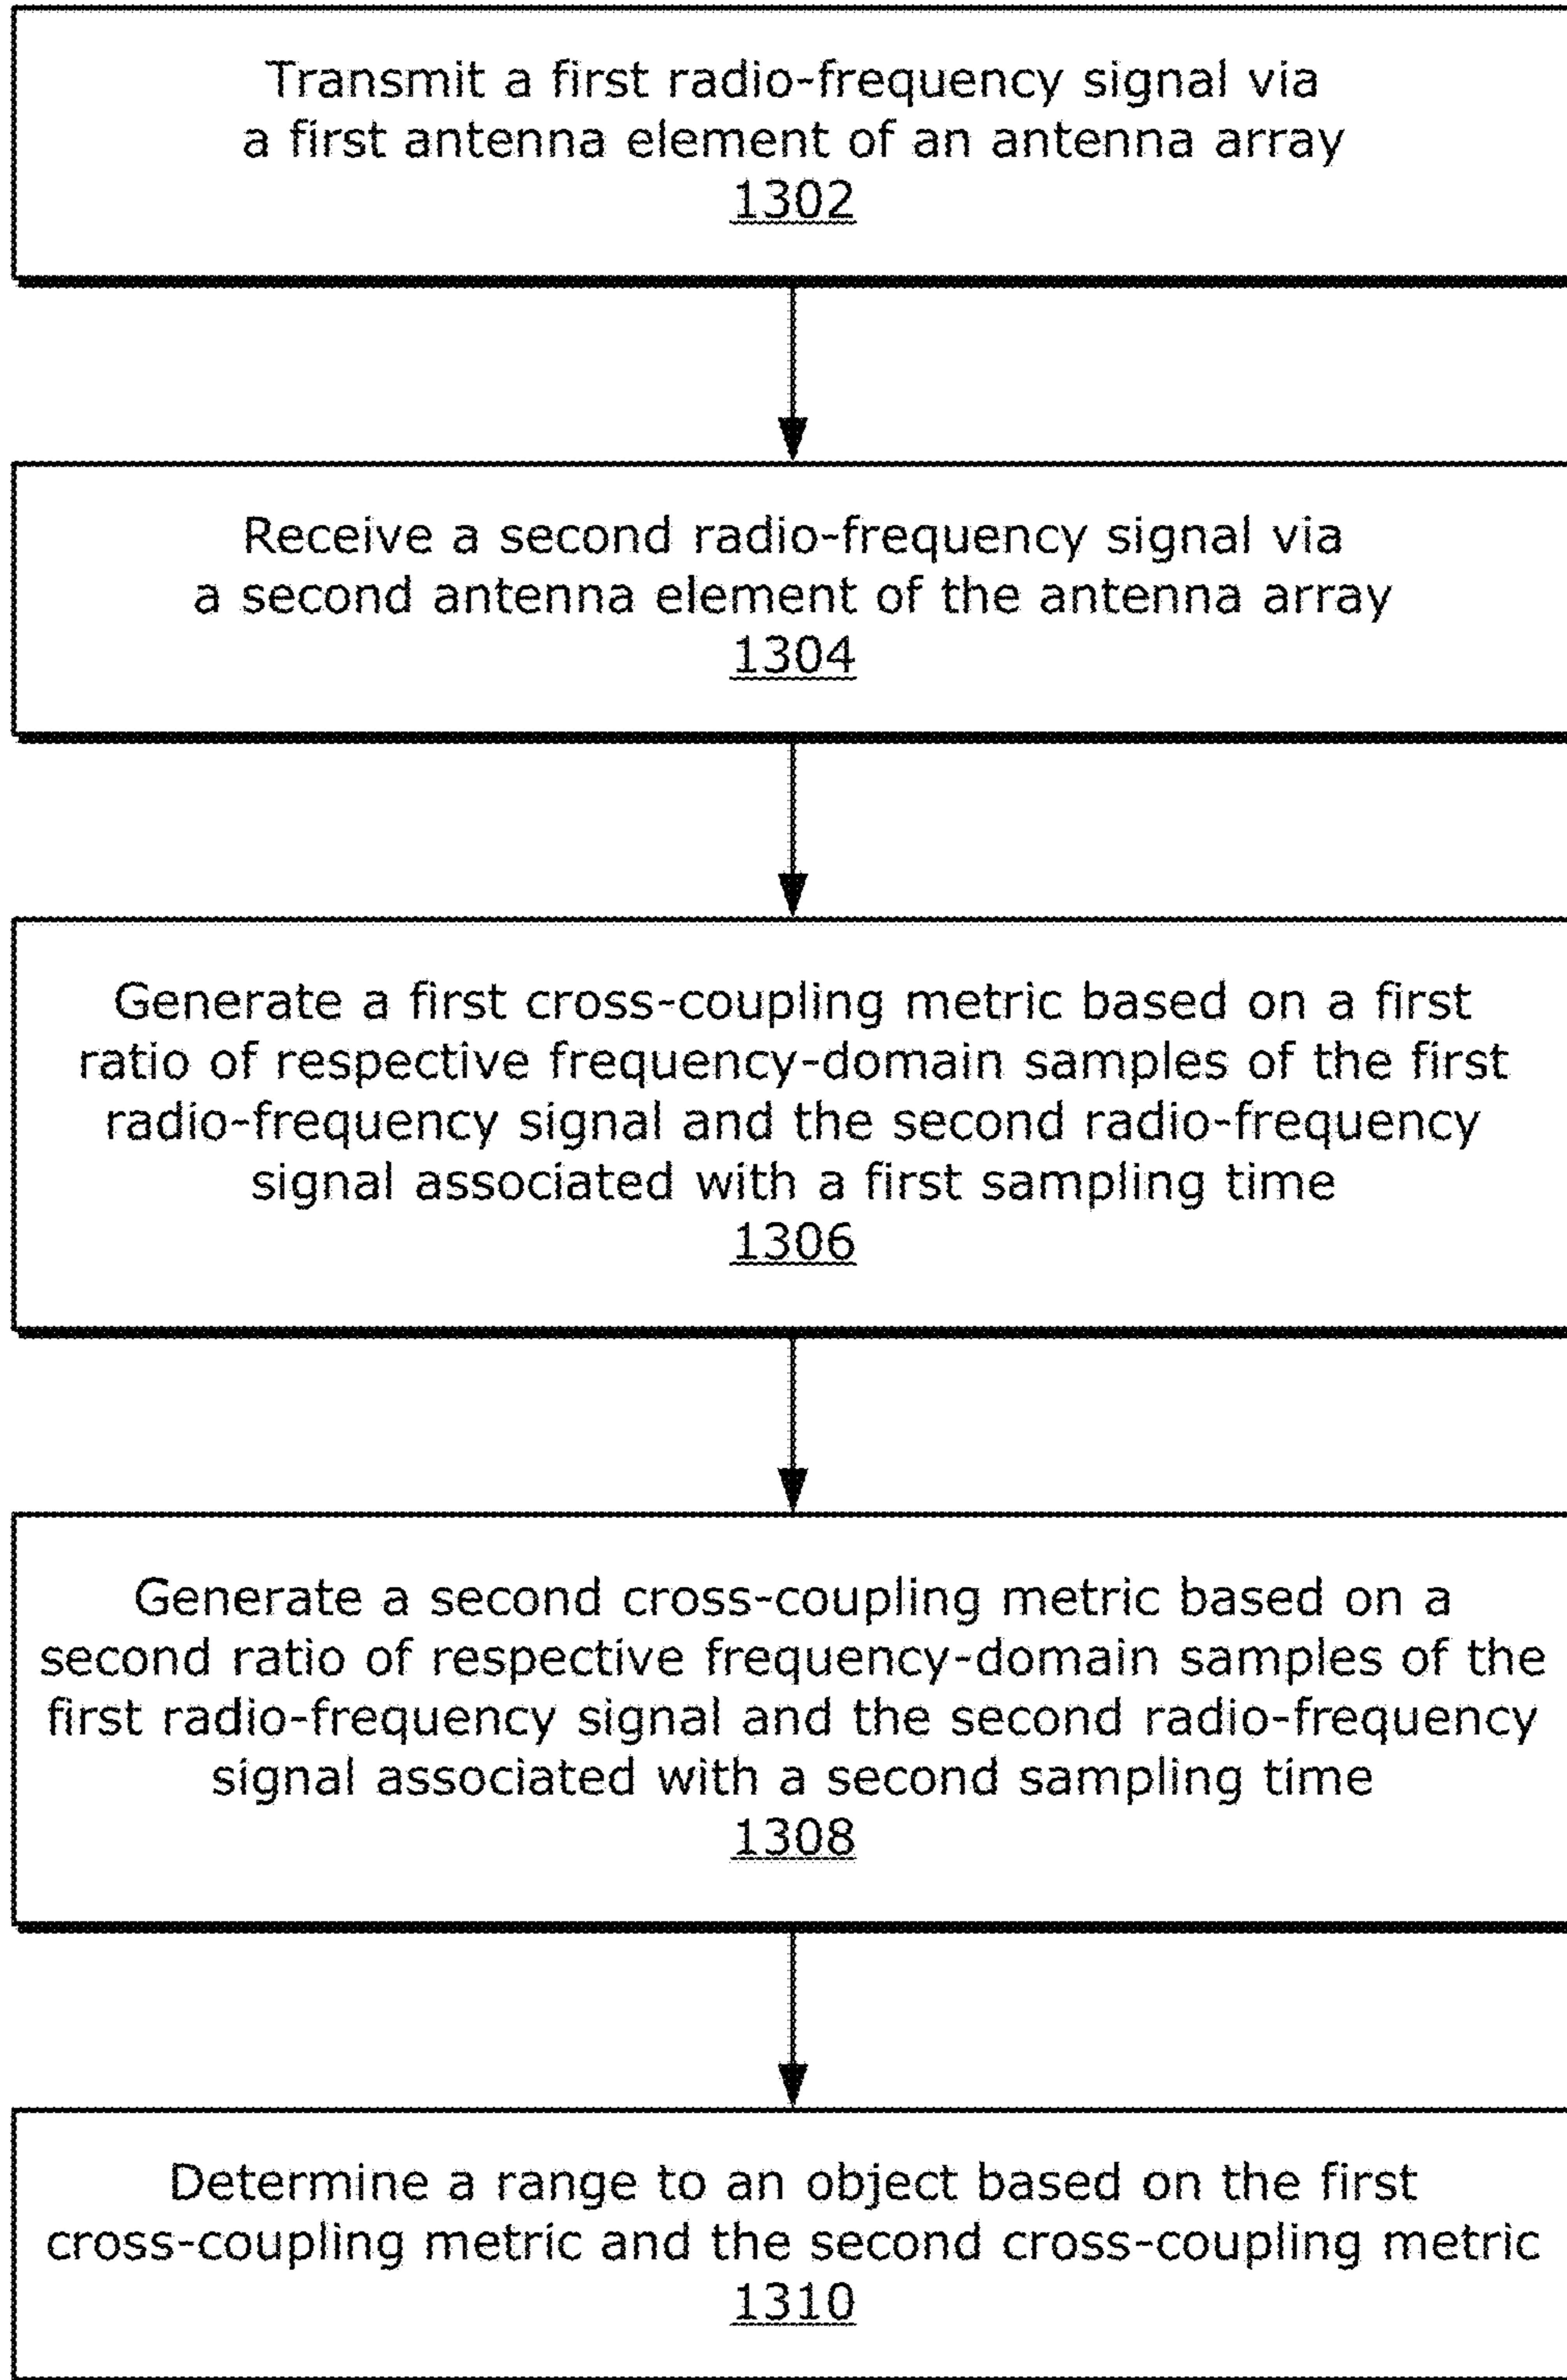 Transmit a first radio-frequency signal via
a first antenna element of an antenna array
1302
Receive a second radio-frequency signal via
a second antenna element of the antenna array
1304
Generate a first cross-coupling metric based on a first
ratio of respective frequency-domain samples of the first
radio-frequency signal and the second radio-frequency
signal associated with a first sampling time
1306
Generate a second cross-coupling metric based on a
second ratio of respective frequency-domain samples of the
first radio-frequency signal and the second radio-frequency
signal associated with a second sampling time
1308
Determine a range to an object based on the first
cross-coupling metric and the second cross-coupling metric
1310